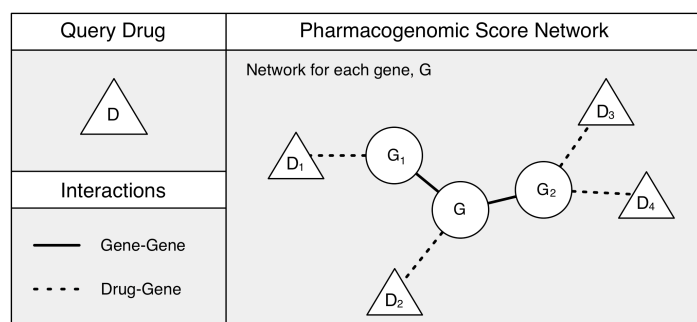 Query Drug
D
Interactions
Gene-Gene
Drug-Gene
Pharmacogenomic Score Network
Network for each gene, G
D₃
G₁
D₁
G₂
D₄
G
D₂